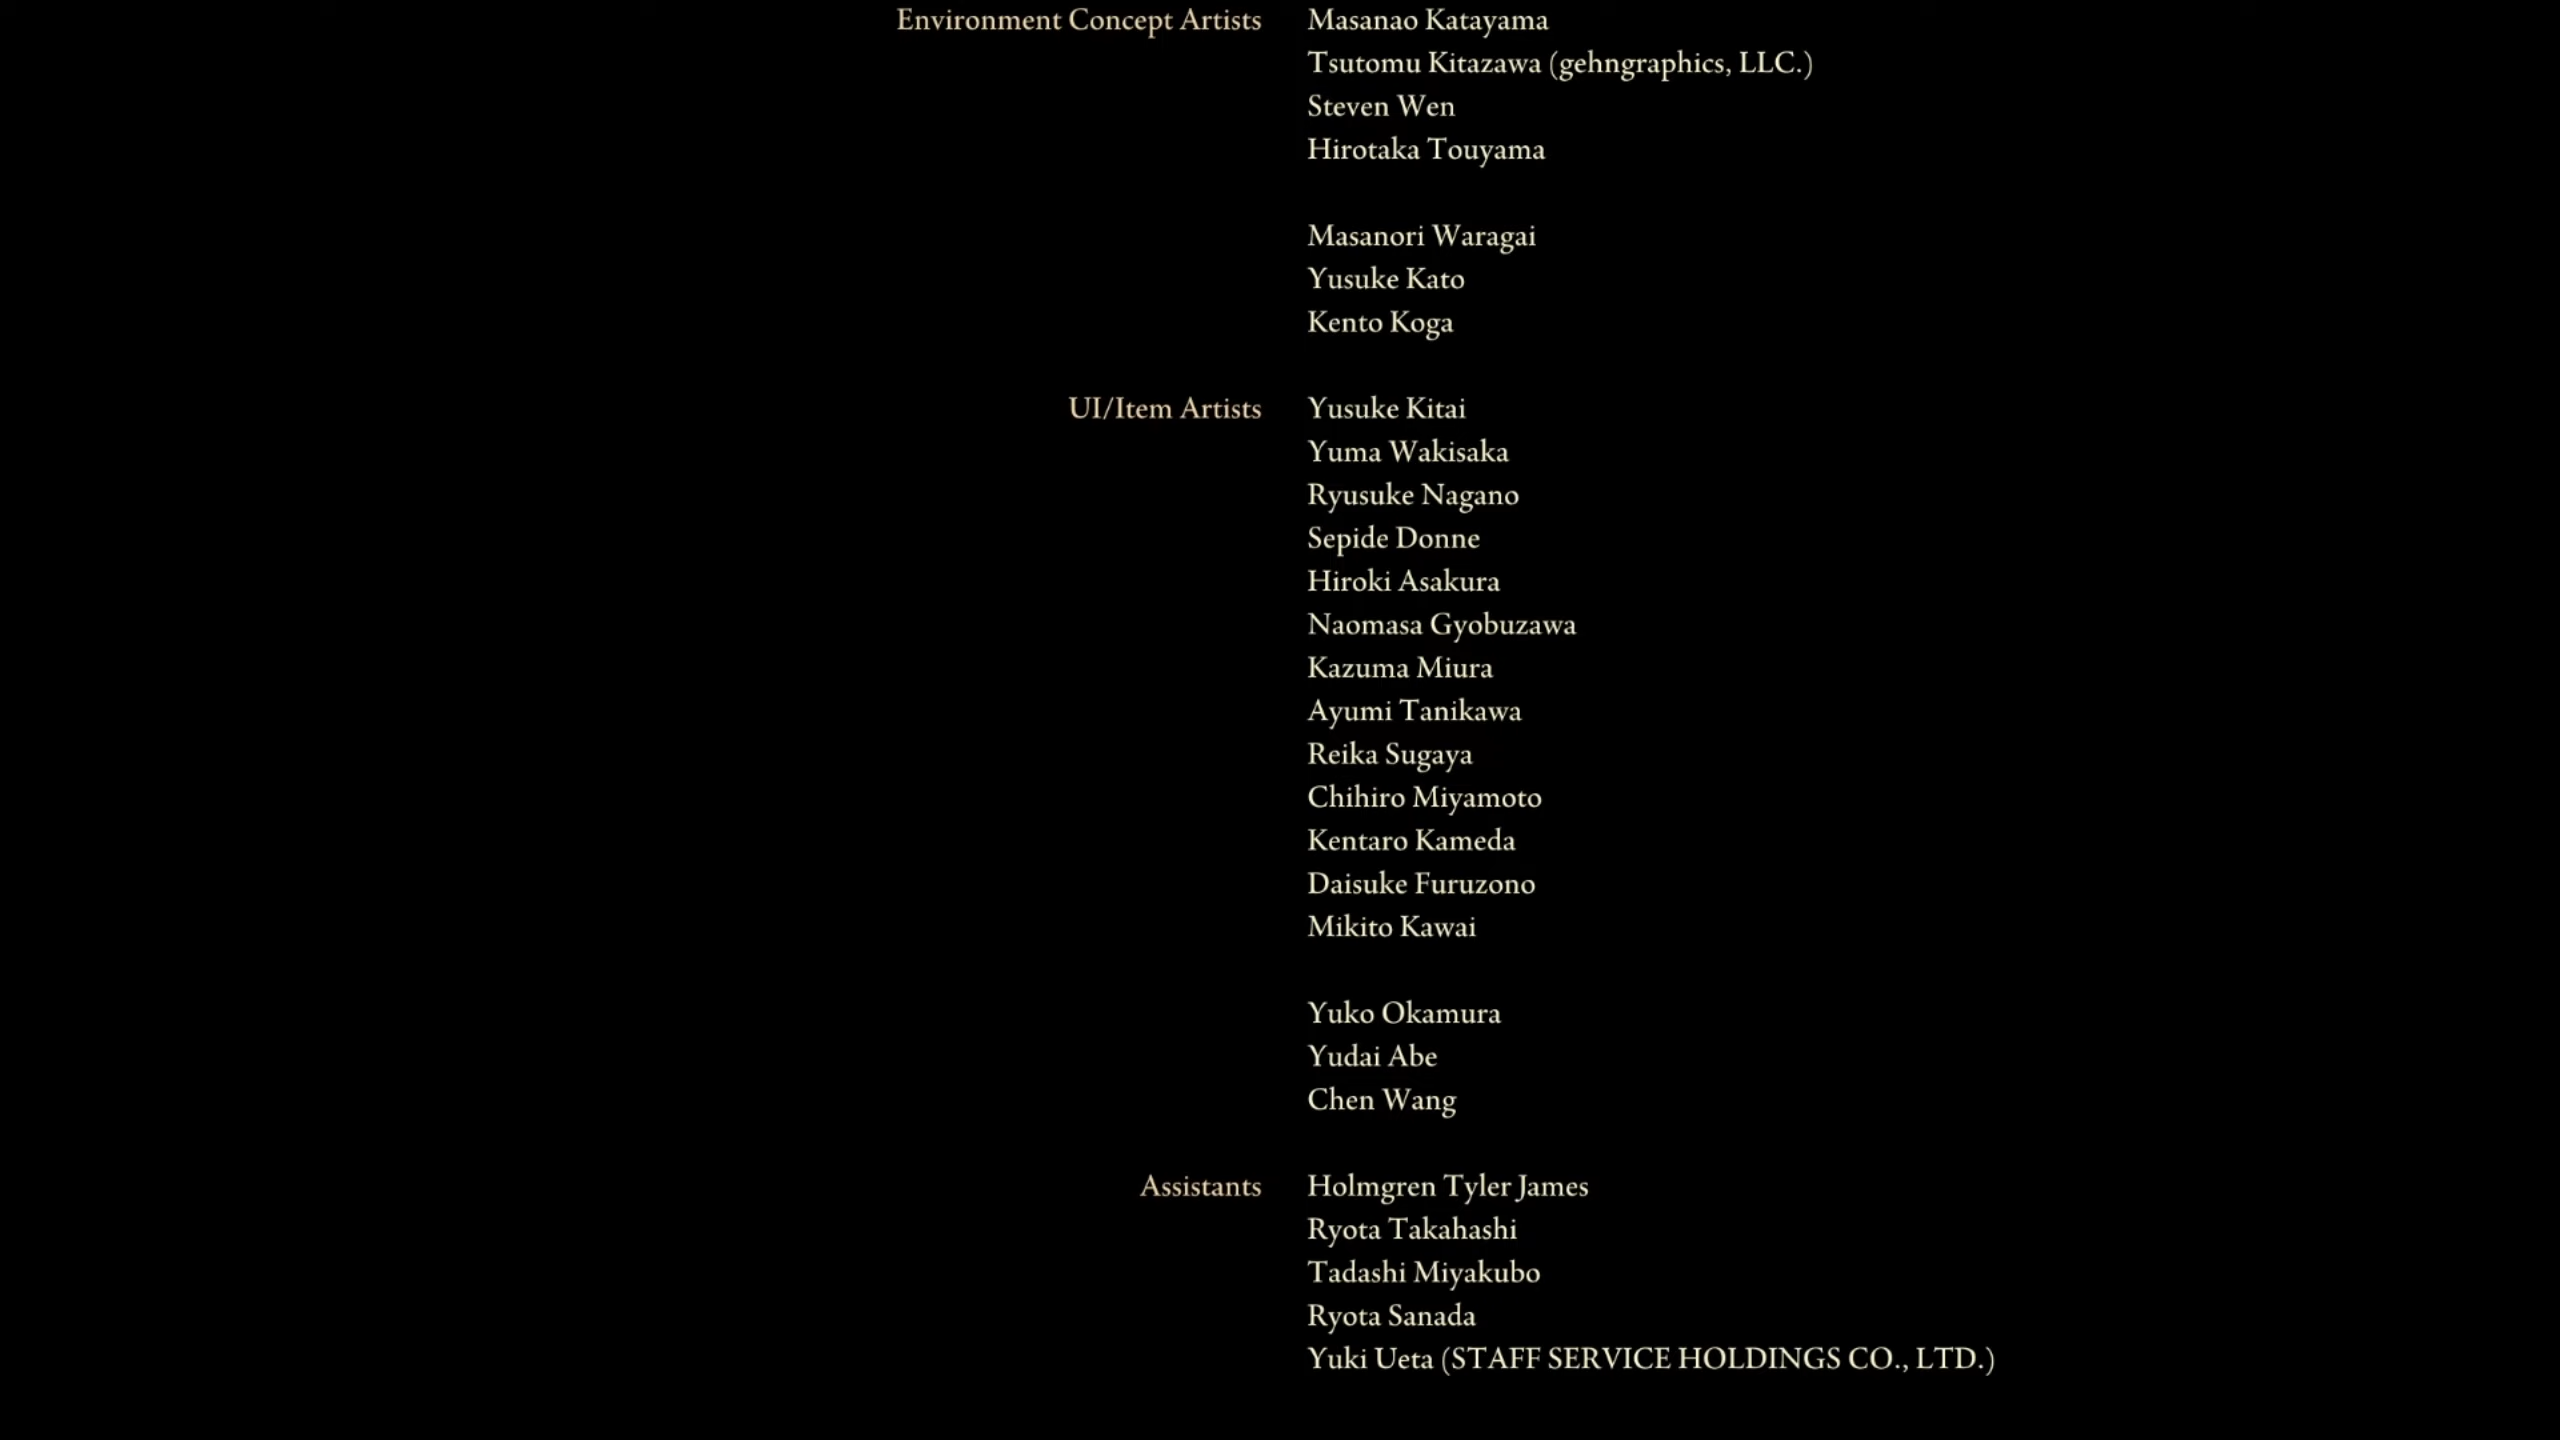 Environment Concept Artists Masanao Katayama
Tsutomu Kitazawa (gehngraphics, LLC.)
Steven Wen
Hirotaka Touyama
Masanori Waragai
Yusuke Kato
Kento Koga
UI/Item Artists Yusuke Kitai
Yuma Wakisaka
Ryusuke Nagano
Sepide Donne
Hiroki Asakura
Naomasa Gyobuzawa
Kazuma Miura
Ayumi Tanikawa
Reika Sugaya
Chihiro Miyamoto
Kentaro Kameda
Daisuke Furuzono
Mikito Kawai
Yuko Okamura
Yudai Abe
Chen Wang
Assistants Holmgren Tyler James
Ryota Takahashi
Tadashi Miyakubo
Ryota Sanada
Yuki Ueta (STAFF SERVICE HOLDINGS CO., LTD.)